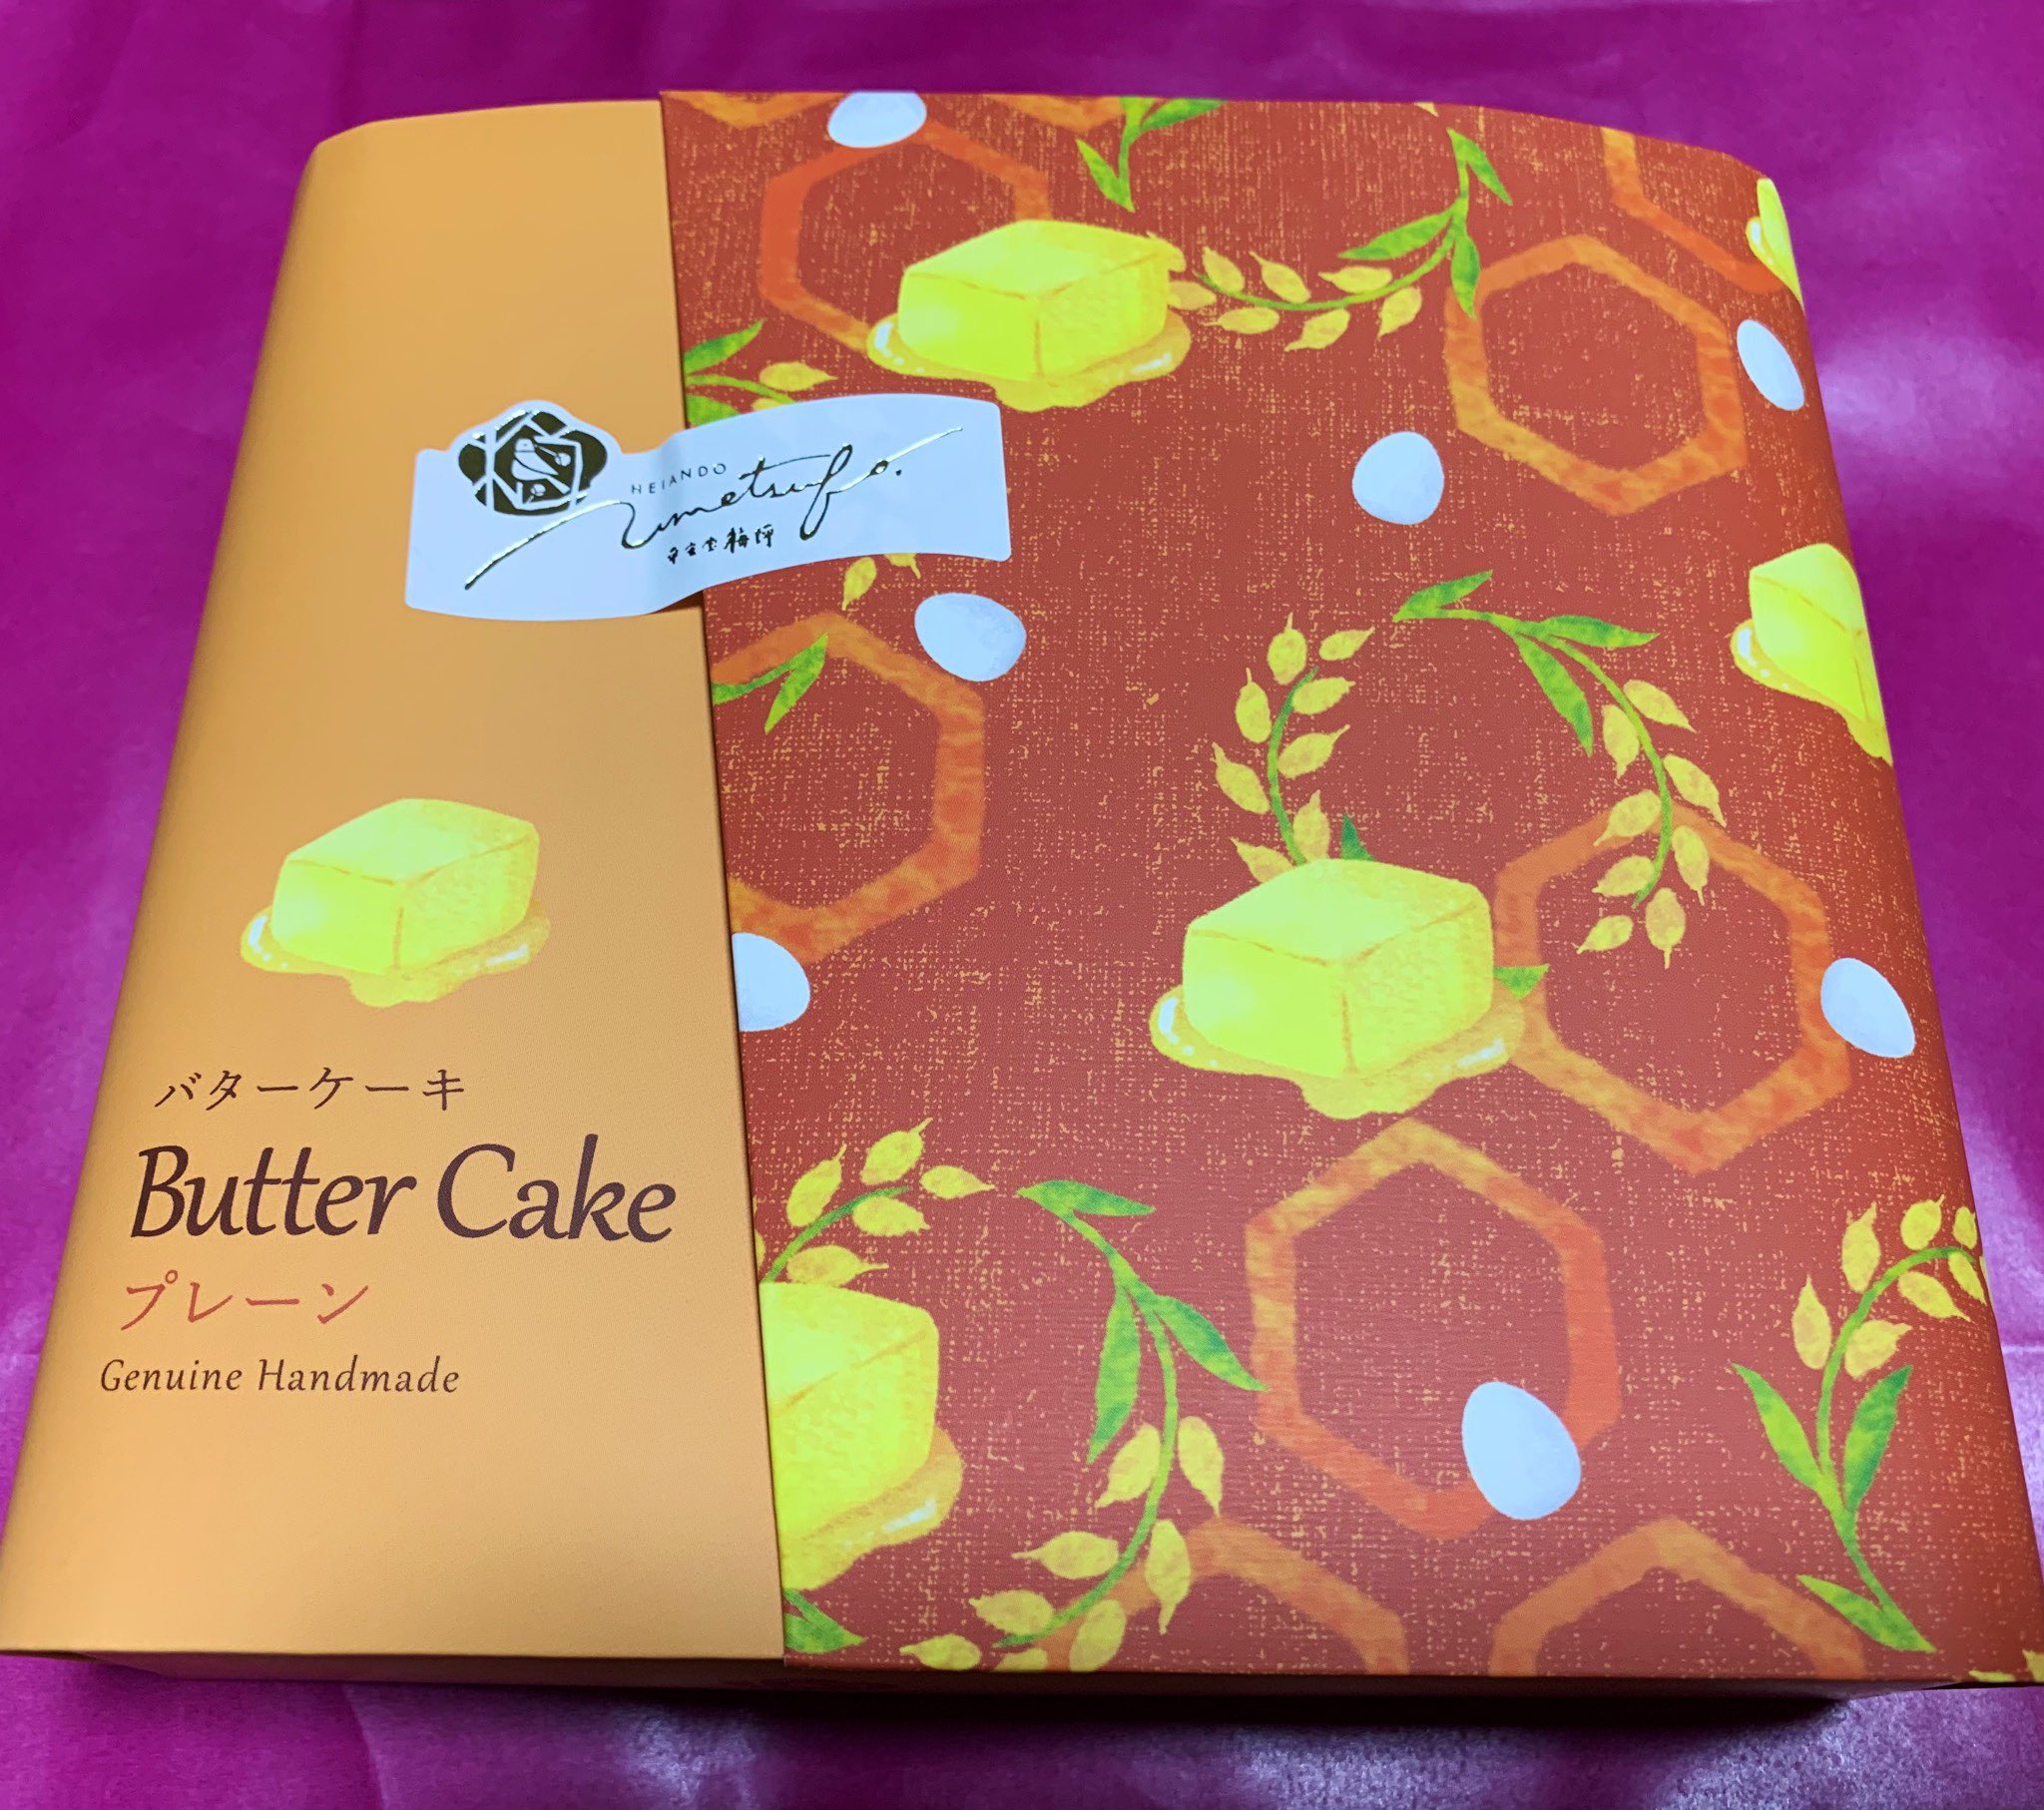 HEIANDO
Umetsubo.
平安堂梅坪
バターケーキ
Butter Cake
プレーン
Genuine Handmade